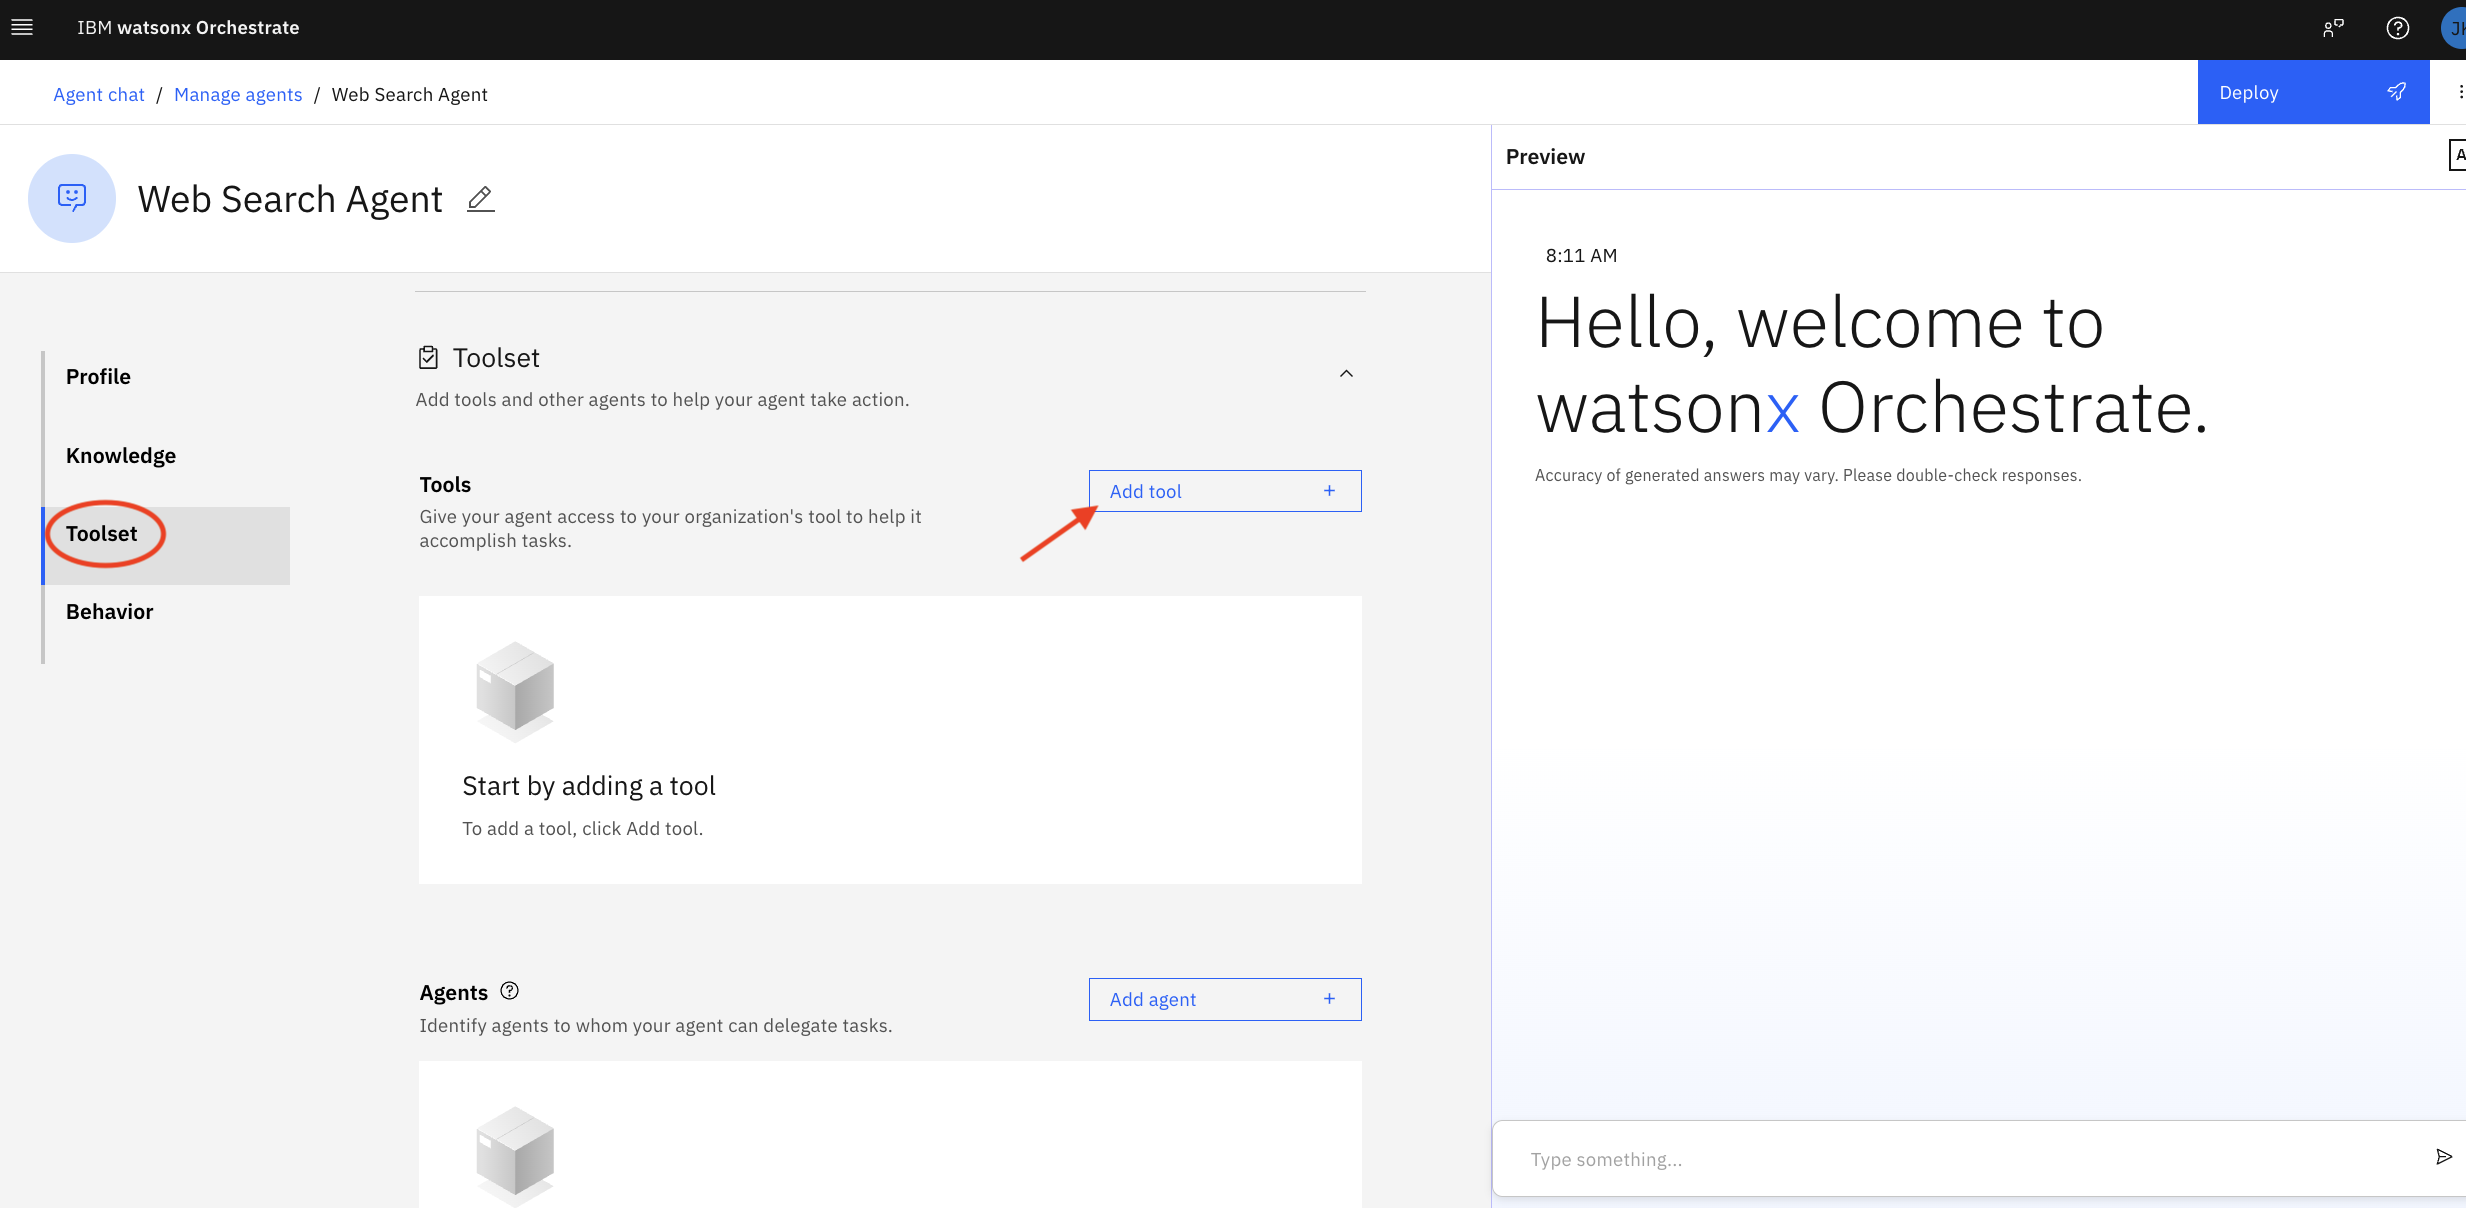 IBM watsonx Orchestrate
JK
Agent chat / Manage agents / Web Search Agent
Deploy
Web Search Agent
Preview
A
8:11 AM
Hello, welcome to
watsonx Orchestrate.
Accuracy of generated answers may vary. Please double-check responses.
Profile
Knowledge
Toolset
Behavior
Toolset
Add tools and other agents to help your agent take action.
Tools
Add tool +
Give your agent access to your organization's tool to help it
accomplish tasks.
Start by adding a tool
To add a tool, click Add tool.
Agents ?
Add agent +
Identify agents to whom your agent can delegate tasks.
Type something...